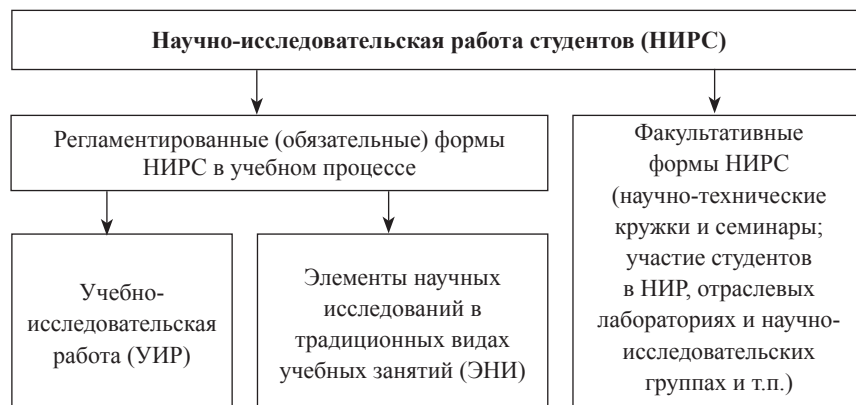 Научно-исследовательская работа студентов (НИРС)
Регламентированные (обязательные) формы
НИРС в учебном процессе
Учебно-
исследовательская
работа (УИР)
Элементы научных
исследований в
традиционных видах
учебных занятий (ЭНИ)
Факультативные
формы НИРС
(научно-технические
кружки и семинары;
участие студентов
в НИР, отраслевых
лабораториях и научно-
исследовательских
группах и т.п.)